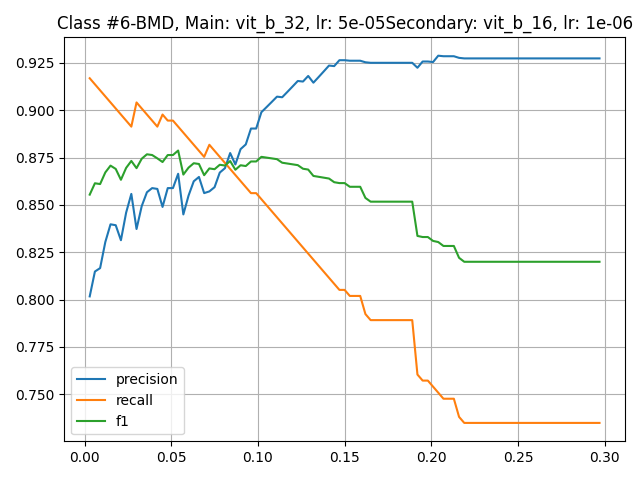 Class #6-BMD, Main: vit_b_32, lr: 5e-05Secondary: vit_b_16, lr: 1e-06
0.925
0.900
0.875
0.850
0.825
0.800
0.775
0.750
precision
recall
f1
0.00 0.05 0.10 0.15 0.20 0.25 0.30